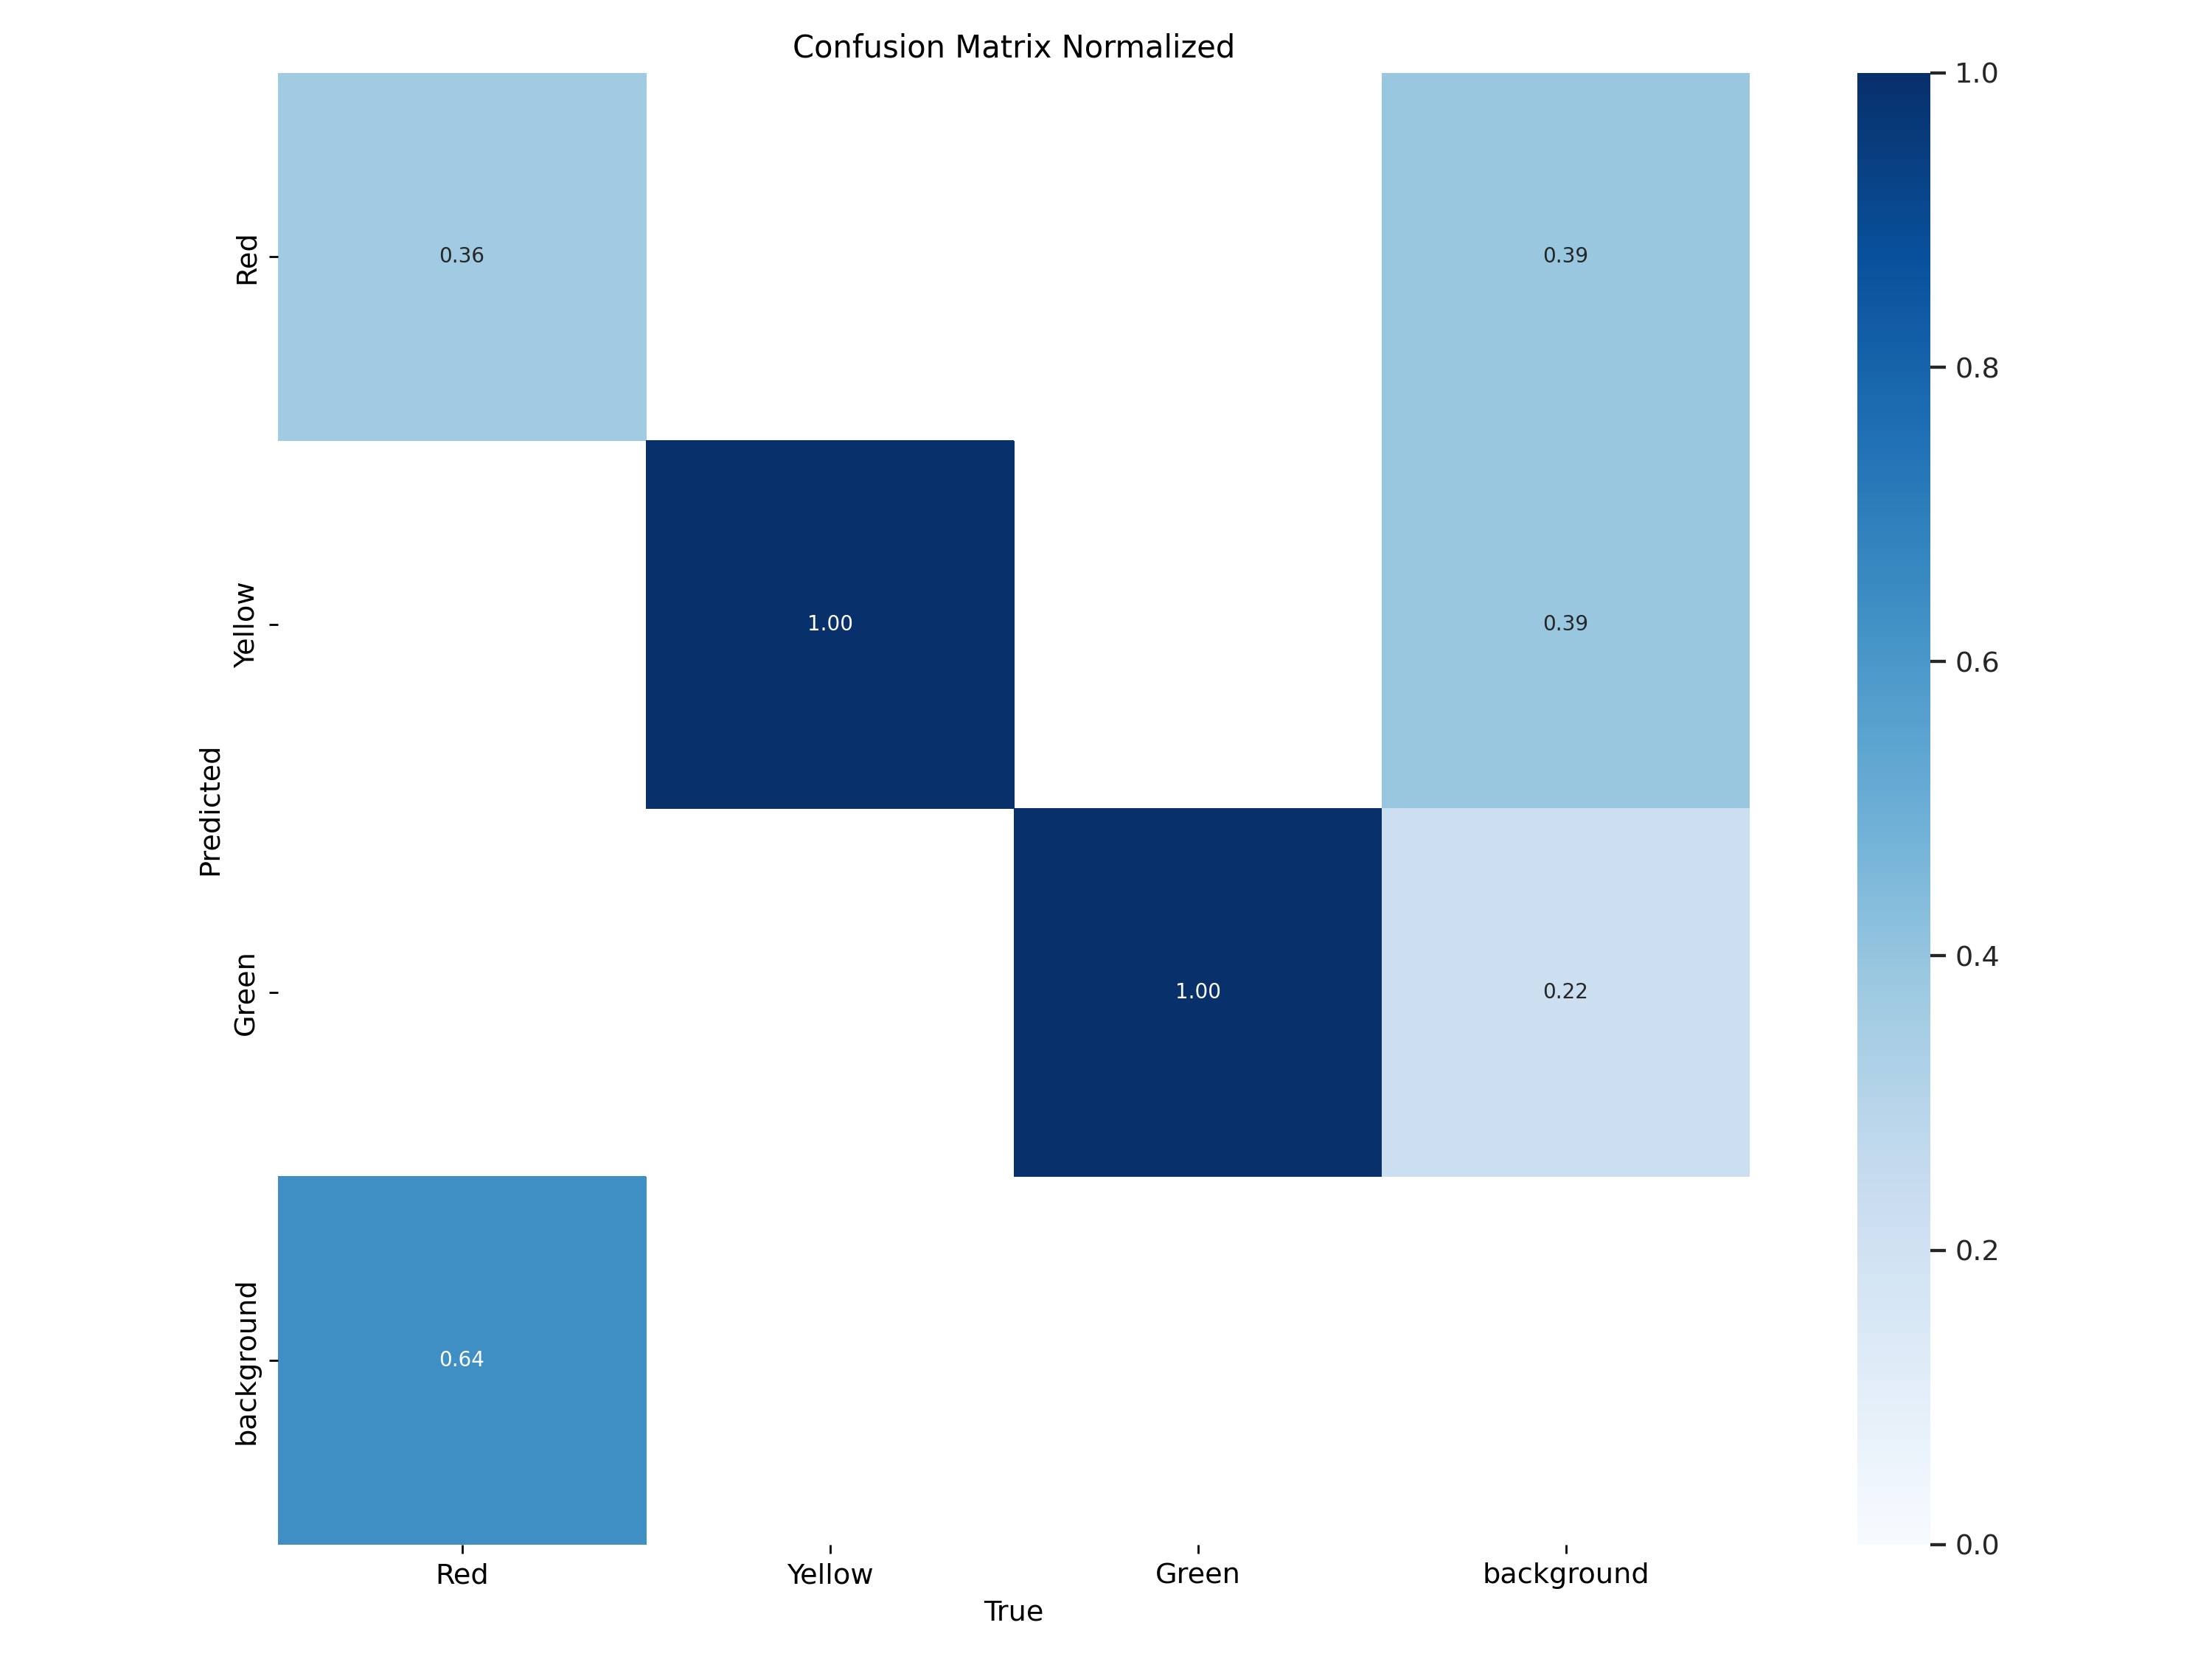 Confusion Matrix Normalized
Red
Yellow
Green
background
Predicted
0.36
0.39
1.00
0.39
1.00
0.22
0.64
Red
Yellow
Green
background
True
1.0
0.8
0.6
0.4
0.2
0.0